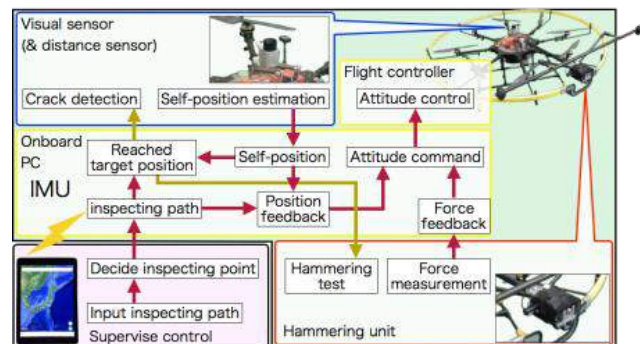 Visual sensor
(& distance sensor)
Flight controller
Crack detection
Self-position estimation
Attitude control
Onboard
PC
IMU
Reached
target position
Self-position
Attitude command
inspecting path
Position
feedback
Force
feedback
Decide inspecting point
Hammering
test
Force
measurement
Input inspecting path
Supervise control
Hammering unit